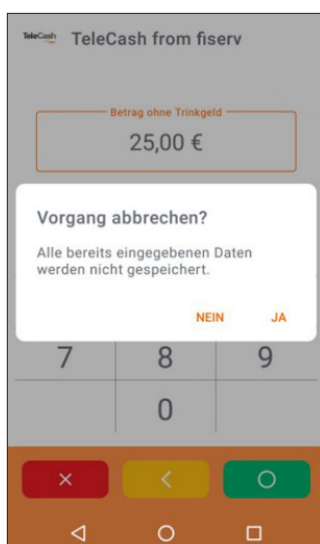 TeleCash TeleCash from fiserv
Betrag ohne Trinkgeld
25,00 €
Vorgang abbrechen?
Alle bereits eingegebenen Daten
werden nicht gespeichert.
NEIN JA
7 8 9
0